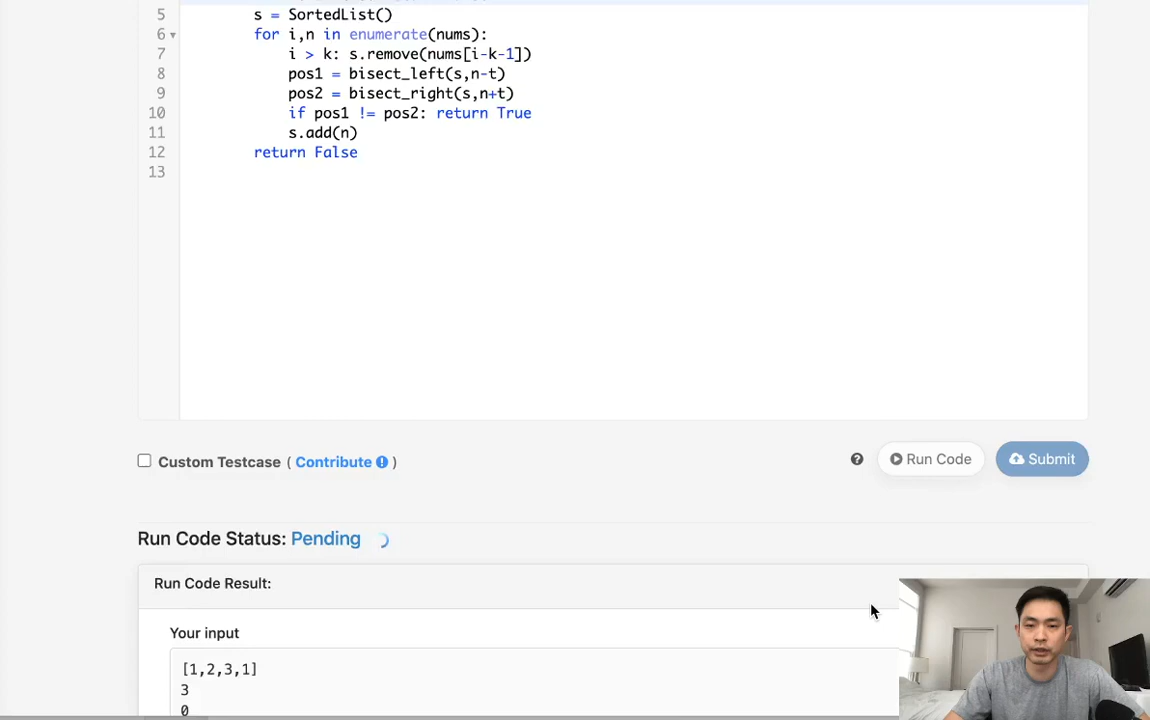 5 s = SortedList()
6 for i,n in enumerate(nums):
7 i > k: s.remove(nums[i-k-1])
8 pos1 = bisect_left(s,n-t)
9 pos2 = bisect_right(s,n+t)
10 if pos1 != pos2: return True
11 s.add(n)
12 return False
13
Custom Testcase ( Contribute )
? Run Code Submit
Run Code Status: Pending
Run Code Result:
Your input
[1,2,3,1]
3
0